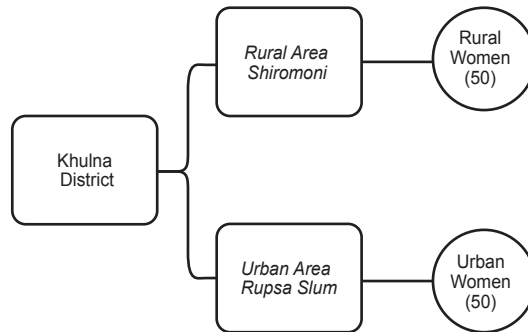 Rural Area
Shiromoni
Rural
Women
(50)
Khulna
District
Urban Area
Rupsa Slum
Urban
Women
(50)